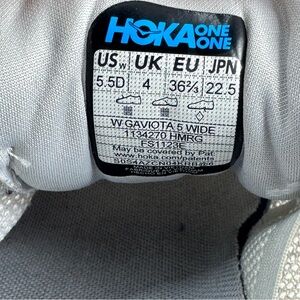 HOKA ONE ONE
USw UK EU JPN
5.5D 4 36⅔ 22.5
W GAVIOTA 5 WIDE
1134270 HMRG
FS1123E
May be covered by Pat.
www.hoka.com/patents